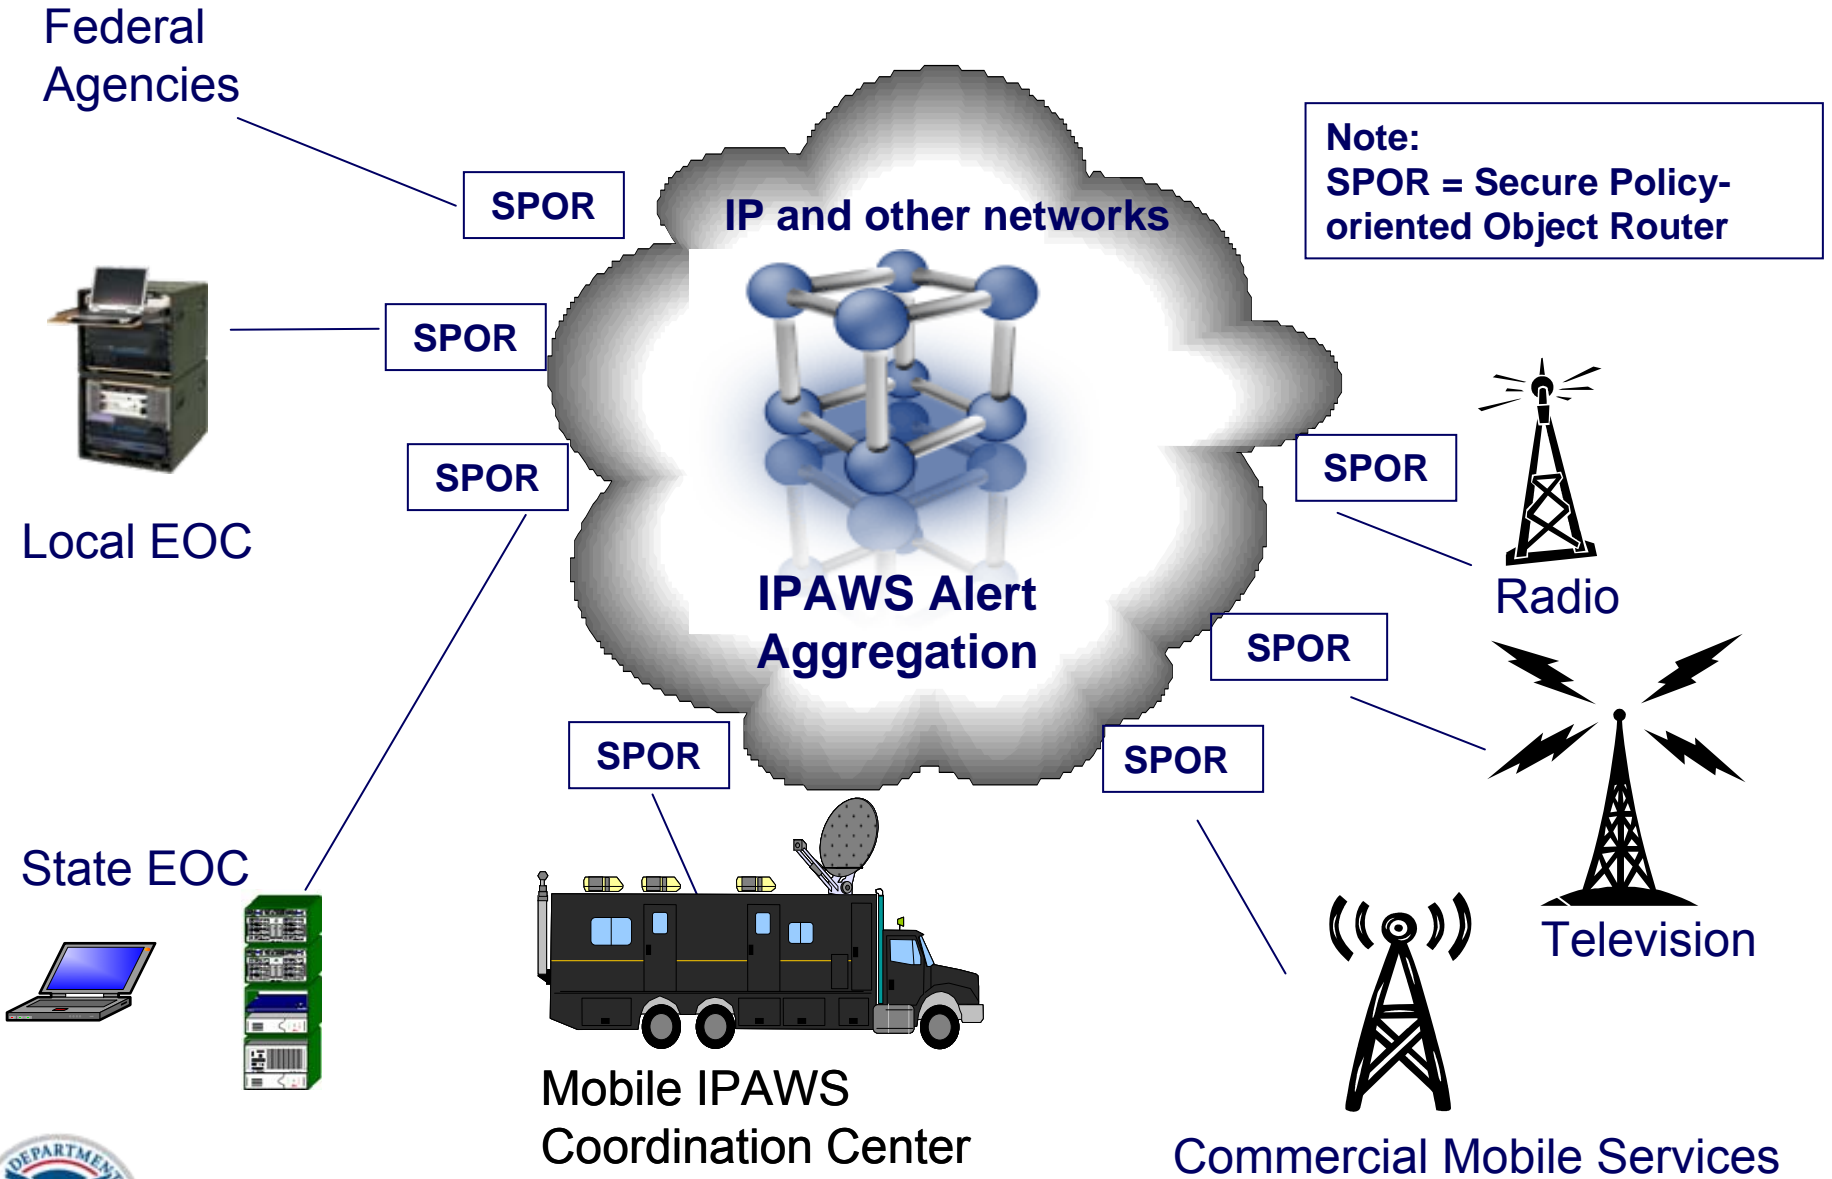 Federal
Agencies
SPOR
IP and other networks
Note:
SPOR = Secure Policy-
oriented Object Router
SPOR
SPOR
Local EOC
SPOR
IPAWS Alert
Aggregation
Radio
SPOR
SPOR
SPOR
State EOC
Television
Mobile IPAWS
Coordination Center
Commercial Mobile Services
DEPARTMEN